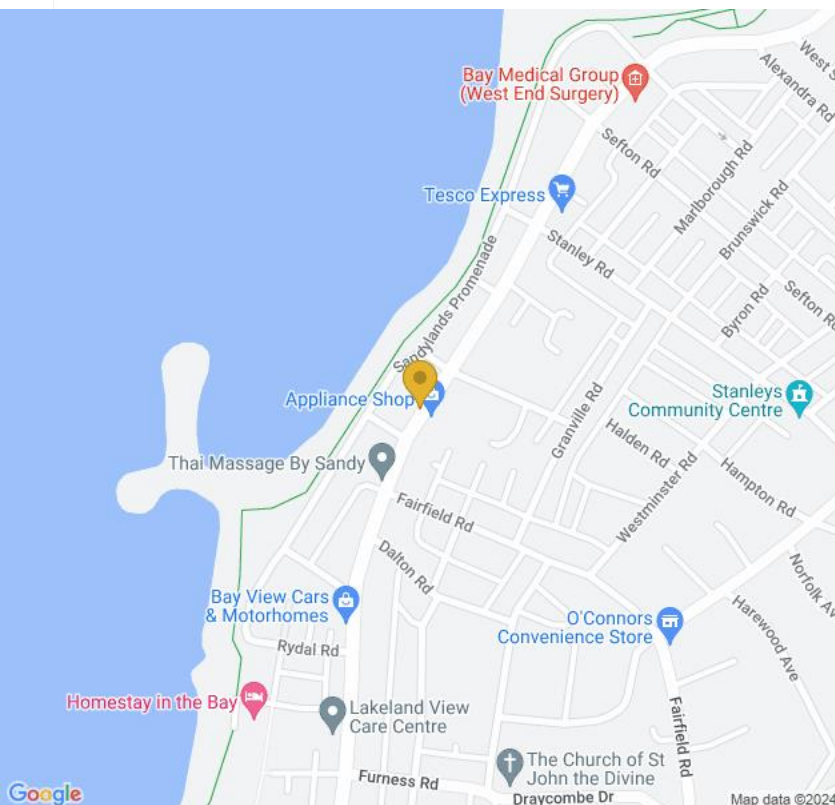 West S
Alexandra Rd
Bay Medical Group
(West End Surgery)
Sefton Rd
Marlborough Rd
Tesco Express
Brunswick Rd
Stanley Rd
Sandylands Promenade
Byron Rd
Sefton Rd
Appliance Shop
Stanleys
Community Centre
Granville Rd
Halden Rd
Thai Massage By Sandy
Westminster Rd
Hampton Rd
Fairfield Rd
Dalton Rd
Norfolk Av
Bay View Cars
& Motorhomes
Harewood Ave
O'Connors
Convenience Store
Rydal Rd
Homestay in the Bay
Lakeland View
Care Centre
Fairfield Rd
The Church of St
John the Divine
Furness Rd
Draycombe Dr
Google
Map data ©2024